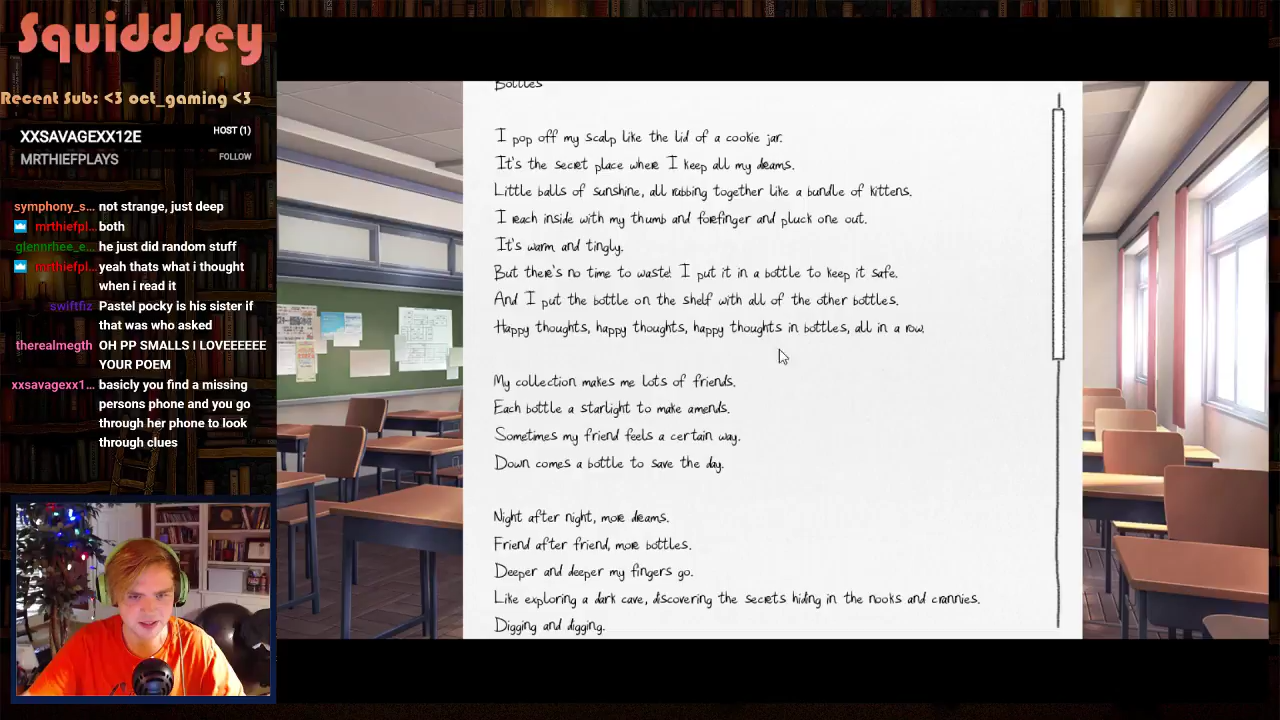 Squiddsey
Recent Sub: <3 oct_gaming <3
XXSAVAGEXX12E HOST (1)
MRTHIEFPLAYS FOLLOW
symphony_s... not strange, just deep
mrthiefpl... both
glennrhee_e... he just did random stuff
mrthiefpl... yeah thats what i thought
when i read it
swiftfiz Pastel pocky is his sister if
that was who asked
therealmegth OH PP SMALLS I LOVEEEEEE
YOUR POEM
xxsavagexx1... basicly you find a missing
persons phone and you go
through her phone to look
through clues
Bottles
I pop off my scalp like the lid of a cookie jar.
It's the secret place where I keep all my dreams.
Little balls of sunshine, all rubbing together like a bundle of kittens.
I reach inside with my thumb and forefinger and pluck one out.
It's warm and tingly.
But there's no time to waste! I put it in a bottle to keep it safe.
And I put the bottle on the shelf with all of the other bottles.
Happy thoughts, happy thoughts, happy thoughts in bottles, all in a row.
My collection makes me lots of friends.
Each bottle a starlight to make amends.
Sometimes my friend feels a certain way.
Down comes a bottle to save the day.
Night after night, more dreams.
Friend after friend, more bottles.
Deeper and deeper my fingers go.
Like exploring a dark cave, discovering the secrets hiding in the nooks and crannies.
Digging and digging.